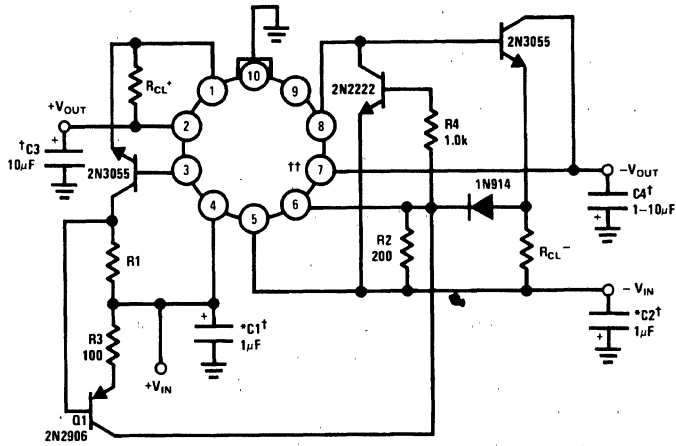 10
1
9
2N3055
+VOUT
RCL+
2N2222
2
8
R4
1.0k
†C3
10μF
2N3055
3
††
7
−VOUT
C4†
1−10μF
4
5
6
1N914
R1
R2
200
RCL−
− VIN
R3
100
*C1†
1μF
*C2†
1μF
+VIN
Q1
2N2906
+
+
+
+